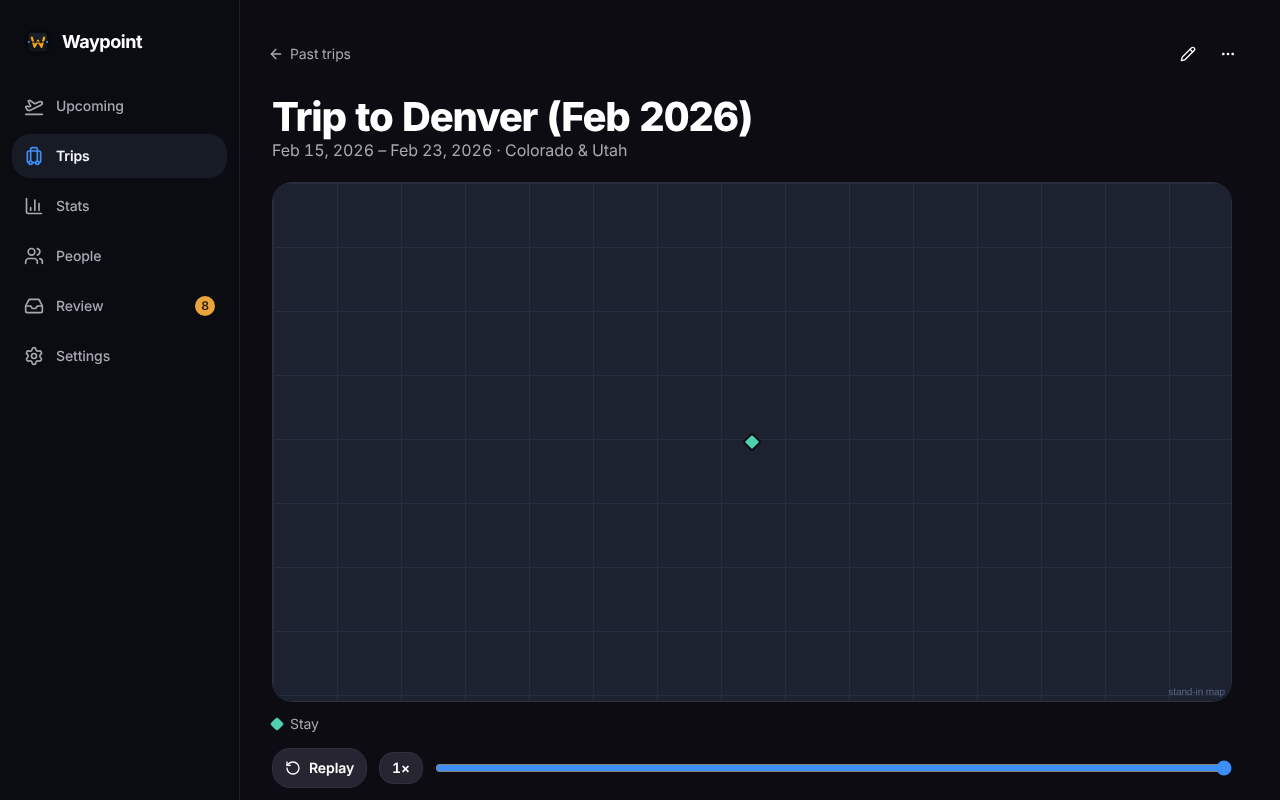 Waypoint
Upcoming
Trips
Stats
People
Review 8
Settings
Past trips
Trip to Denver (Feb 2026)
Feb 15, 2026 – Feb 23, 2026 · Colorado & Utah
stand-in map
Stay
Replay 1×